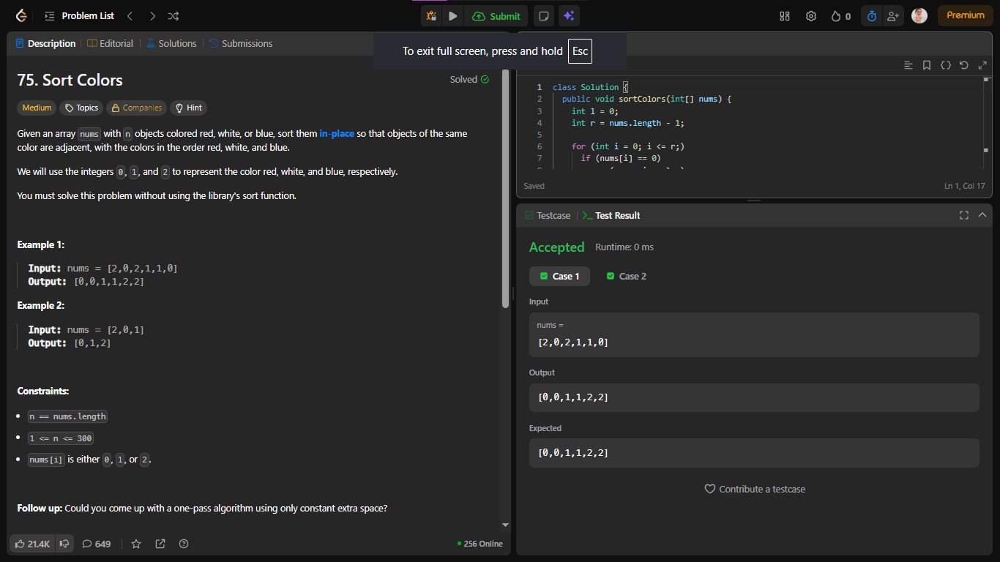 Problem List
Submit
0
Premium
Description
Editorial
Solutions
Submissions
To exit full screen, press and hold Esc
75. Sort Colors
Solved
Medium
Topics
Companies
Hint
Given an array nums with n objects colored red, white, or blue, sort them in-place so that objects of the same
color are adjacent, with the colors in the order red, white, and blue.
We will use the integers 0, 1, and 2 to represent the color red, white, and blue, respectively.
You must solve this problem without using the library's sort function.
Example 1:
Input: nums = [2,0,2,1,1,0]
Output: [0,0,1,1,2,2]
Example 2:
Input: nums = [2,0,1]
Output: [0,1,2]
Constraints:
n == nums.length
1 <= n <= 300
nums[i] is either 0, 1, or 2.
Follow up: Could you come up with a one-pass algorithm using only constant extra space?
21.4K
649
256 Online
1 class Solution {
2 public void sortColors(int[] nums) {
3 int l = 0;
4 int r = nums.length - 1;
5
6 for (int i = 0; i <= r;)
7 if (nums[i] == 0)
Saved
Ln 1, Col 17
Testcase
Test Result
Accepted
Runtime: 0 ms
Case 1
Case 2
Input
nums =
[2,0,2,1,1,0]
Output
[0,0,1,1,2,2]
Expected
[0,0,1,1,2,2]
Contribute a testcase